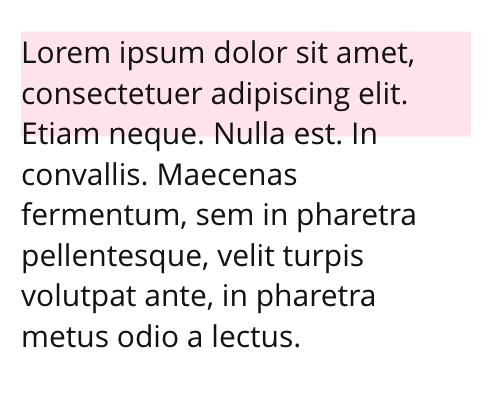 Lorem ipsum dolor sit amet,
consectetuer adipiscing elit.
Etiam neque. Nulla est. In
convallis. Maecenas
fermentum, sem in pharetra
pellentesque, velit turpis
volutpat ante, in pharetra
metus odio a lectus.